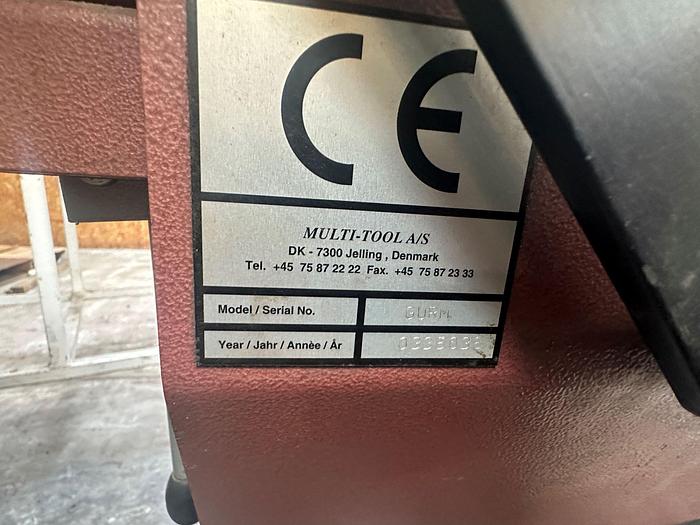 CE
MULTI-TOOL A/S
DK - 7300 Jelling , Denmark
Tel. +45 75 87 22 22 Fax. +45 75 87 23 33
Model / Serial No.
Year / Jahr / Annèe / År